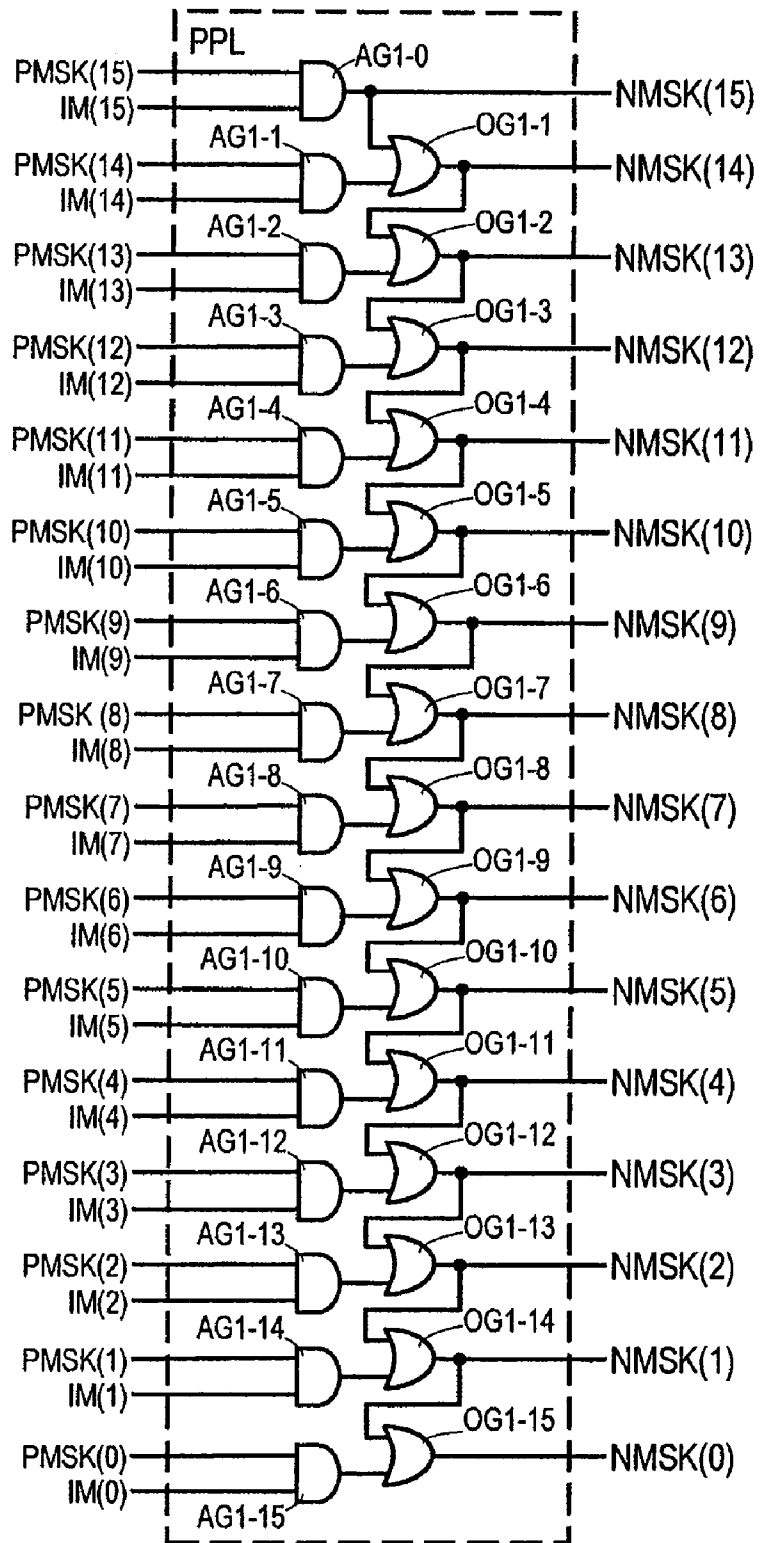 PPL
AG1-0
PMSK(15)
IM(15)
NMSK(15)
AG1-1
OG1-1
PMSK(14)
IM(14)
NMSK(14)
AG1-2
OG1-2
PMSK(13)
IM(13)
NMSK(13)
AG1-3
OG1-3
PMSK(12)
IM(12)
NMSK(12)
AG1-4
OG1-4
PMSK(11)
IM(11)
NMSK(11)
AG1-5
OG1-5
PMSK(10)
IM(10)
NMSK(10)
AG1-6
OG1-6
PMSK(9)
IM(9)
NMSK(9)
AG1-7
OG1-7
PMSK (8)
IM(8)
NMSK(8)
AG1-8
OG1-8
PMSK(7)
IM(7)
NMSK(7)
AG1-9
OG1-9
PMSK(6)
IM(6)
NMSK(6)
AG1-10
OG1-10
PMSK(5)
IM(5)
NMSK(5)
AG1-11
OG1-11
PMSK(4)
IM(4)
NMSK(4)
AG1-12
OG1-12
PMSK(3)
IM(3)
NMSK(3)
AG1-13
OG1-13
PMSK(2)
IM(2)
NMSK(2)
AG1-14
OG1-14
PMSK(1)
IM(1)
NMSK(1)
OG1-15
PMSK(0)
IM(0)
NMSK(0)
AG1-15